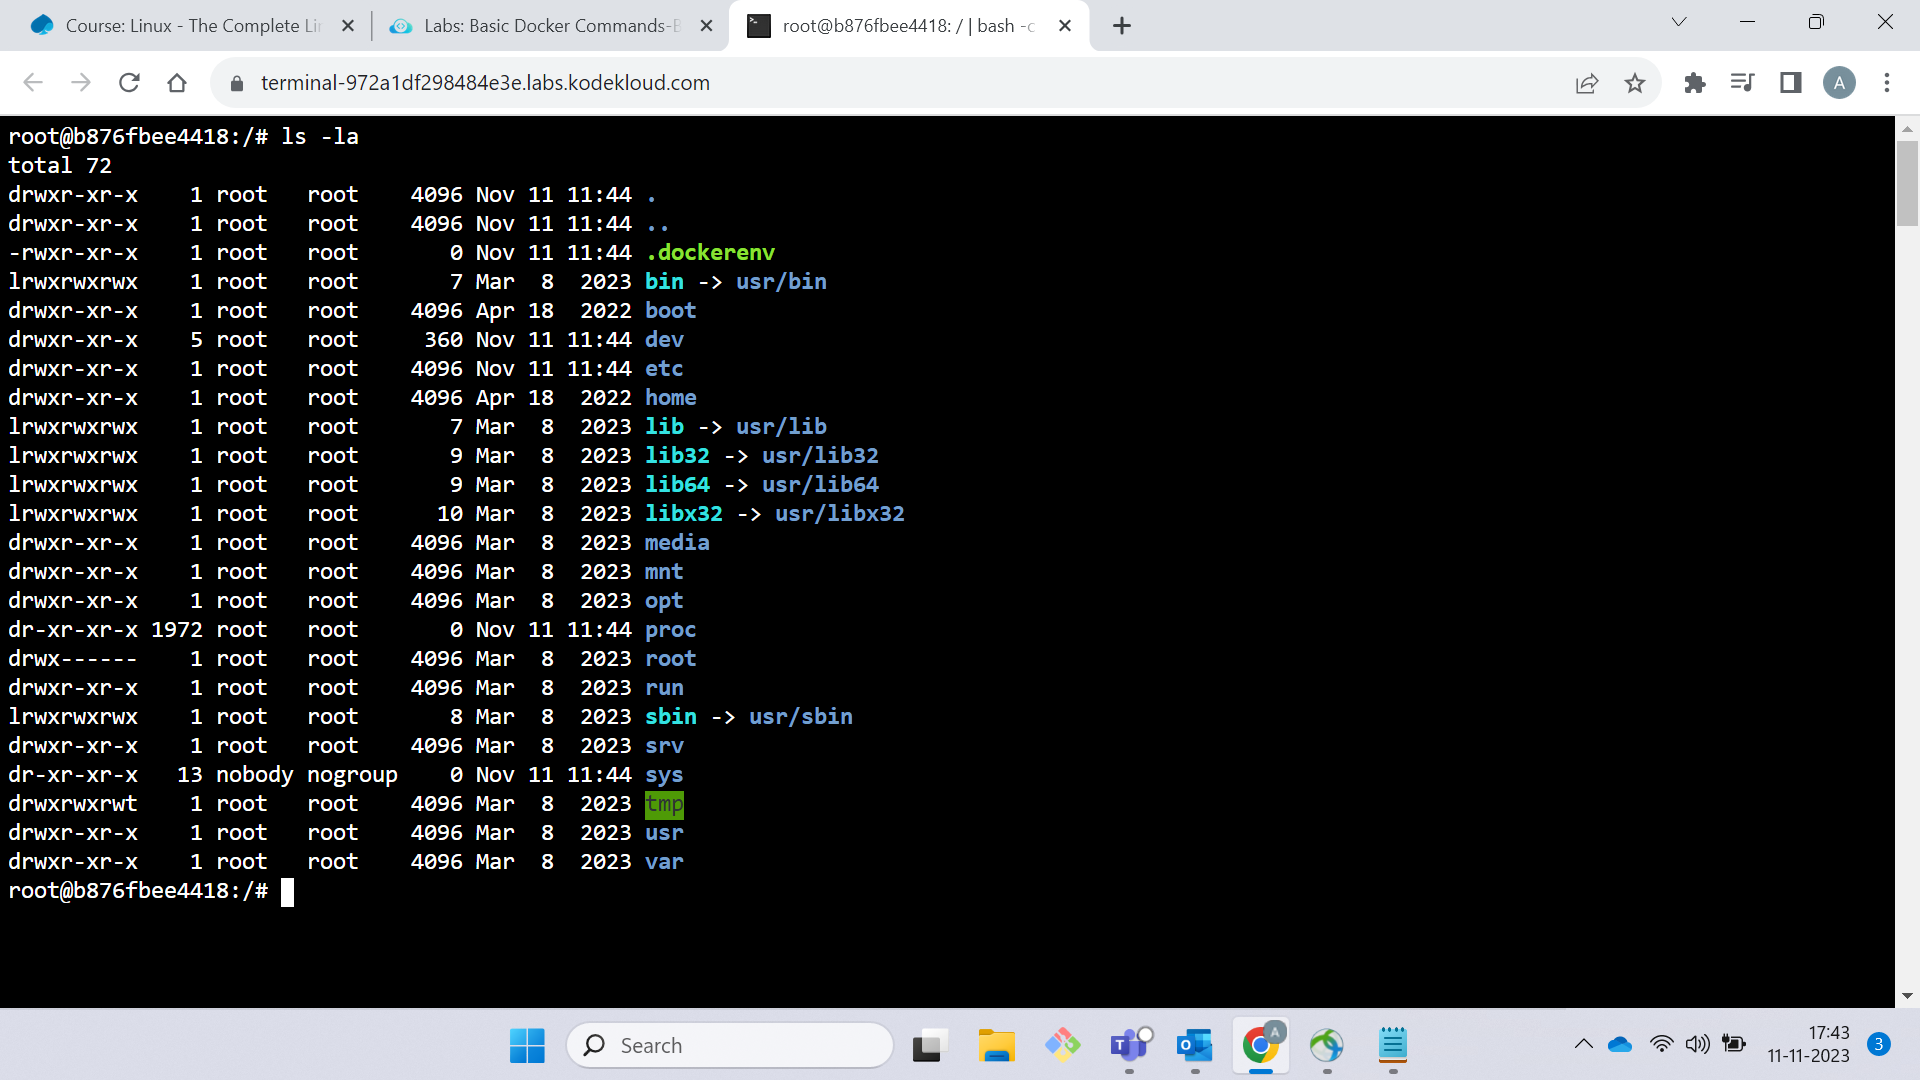 Course: Linux - The Complete Li
Labs: Basic Docker Commands-B
root@b876fbee4418: / | bash -c
terminal-972a1df298484e3e.labs.kodekloud.com
A
root@b876fbee4418:/# ls -la
total 72
drwxr-xr-x    1 root   root    4096 Nov 11 11:44 .
drwxr-xr-x    1 root   root    4096 Nov 11 11:44 ..
-rwxr-xr-x    1 root   root       0 Nov 11 11:44 .dockerenv
lrwxrwxrwx    1 root   root       7 Mar  8  2023 bin -> usr/bin
drwxr-xr-x    1 root   root    4096 Apr 18  2022 boot
drwxr-xr-x    5 root   root     360 Nov 11 11:44 dev
drwxr-xr-x    1 root   root    4096 Nov 11 11:44 etc
drwxr-xr-x    1 root   root    4096 Apr 18  2022 home
lrwxrwxrwx    1 root   root       7 Mar  8  2023 lib -> usr/lib
lrwxrwxrwx    1 root   root       9 Mar  8  2023 lib32 -> usr/lib32
lrwxrwxrwx    1 root   root       9 Mar  8  2023 lib64 -> usr/lib64
lrwxrwxrwx    1 root   root      10 Mar  8  2023 libx32 -> usr/libx32
drwxr-xr-x    1 root   root    4096 Mar  8  2023 media
drwxr-xr-x    1 root   root    4096 Mar  8  2023 mnt
drwxr-xr-x    1 root   root    4096 Mar  8  2023 opt
dr-xr-xr-x 1972 root   root       0 Nov 11 11:44 proc
drwx------    1 root   root    4096 Mar  8  2023 root
drwxr-xr-x    1 root   root    4096 Mar  8  2023 run
lrwxrwxrwx    1 root   root       8 Mar  8  2023 sbin -> usr/sbin
drwxr-xr-x    1 root   root    4096 Mar  8  2023 srv
dr-xr-xr-x   13 nobody nogroup    0 Nov 11 11:44 sys
drwxrwxrwt    1 root   root    4096 Mar  8  2023 tmp
drwxr-xr-x    1 root   root    4096 Mar  8  2023 usr
drwxr-xr-x    1 root   root    4096 Mar  8  2023 var
root@b876fbee4418:/#
Search
A
17:43
11-11-2023
3